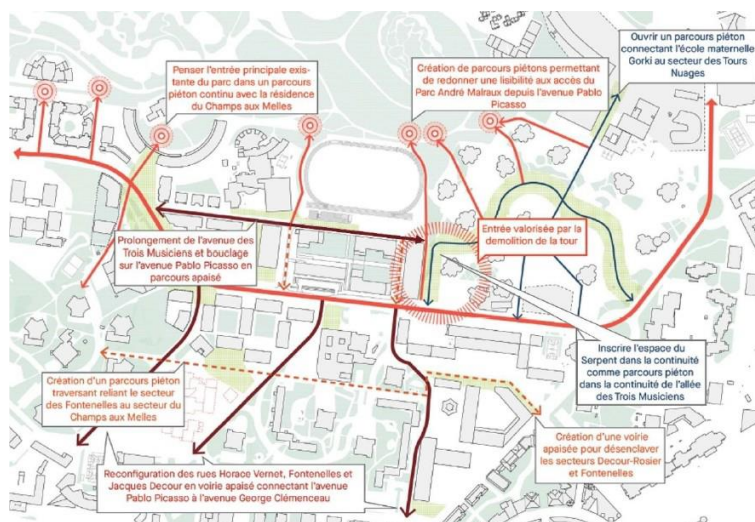 Ouvrir un parcours piéton
connectant l'école maternelle
Gorki au secteur des Tours
Nuages
Penser l'entrée principale exis-
tante du parc dans un parcours
piéton continu avec la résidence
du Champs aux Melles
Création de parcours piétons permettant
de redonner une lisibilité aux accès du
Parc André Malraux depuis l'avenue Pablo
Picasso
Prolongement de l'avenue des
Trois Musiciens et bouclage
sur l'avenue Pablo Picasso en
parcours apaisé
Entrée valorisée par la
demolition de la tour
Inscrire l'espace du
Serpent dans la continuité
comme parcours piéton
dans la continuité de l'allée
des Trois Musiciens
Création d'un parcours piéton
traversant reliant le secteur
des Fontenelles au secteur du
Champs aux Melles
Création d'une voirie
apaisée pour désenclaver
les secteurs Decour-Rosier
et Fontenelles
Reconfiguration des rues Horace Vernet, Fontenelles et
Jacques Decour en voirie apaisé connectant l'avenue
Pablo Picasso à l'avenue George Clémenceau